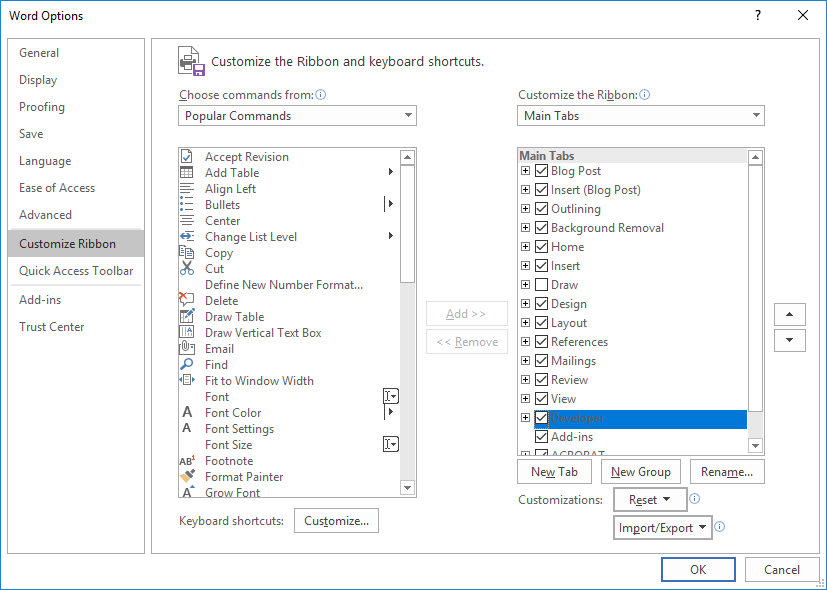 Word Options
?
General
Display
Proofing
Save
Language
Ease of Access
Advanced
Customize Ribbon
Quick Access Toolbar
Add-ins
Trust Center
Customize the Ribbon and keyboard shortcuts.
Choose commands from:
Popular Commands
Accept Revision
Add Table
Align Left
Bullets
Center
Change List Level
Copy
Cut
Define New Number Format...
Delete
Draw Table
Draw Vertical Text Box
Email
Find
Fit to Window Width
Font
Font Color
Font Settings
Font Size
Footnote
Format Painter
Grow Font
Keyboard shortcuts: Customize...
Add >>
<< Remove
Customize the Ribbon:
Main Tabs
Main Tabs
Blog Post
Insert (Blog Post)
Outlining
Background Removal
Home
Insert
Draw
Design
Layout
References
Mailings
Review
View
Developer
Add-ins
ACROBAT
New Tab New Group Rename...
Customizations: Reset
Import/Export
OK Cancel